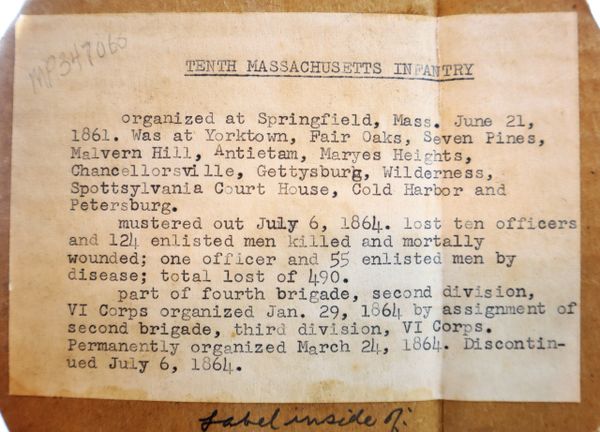 MP347060
TENTH MASSACHUSETTS INFANTRY
organized at Springfield, Mass. June 21,
1861. Was at Yorktown, Fair Oaks, Seven Pines,
Malvern Hill, Antietam, Maryes Heights,
Chancellorsville, Gettysburg, Wilderness,
Spottsylvania Court House, Cold Harbor and
Petersburg.
mustered out July 6, 1864. lost ten officers
and 124 enlisted men killed and mortally
wounded; one officer and 55 enlisted men by
disease; total lost of 490.
part of fourth brigade, second division,
VI Corps organized Jan. 29, 1864 by assignment of
second brigade, third division, VI Corps.
Permanently organized March 24, 1864. Discontin-
ued July 6, 1864.
Label inside of: